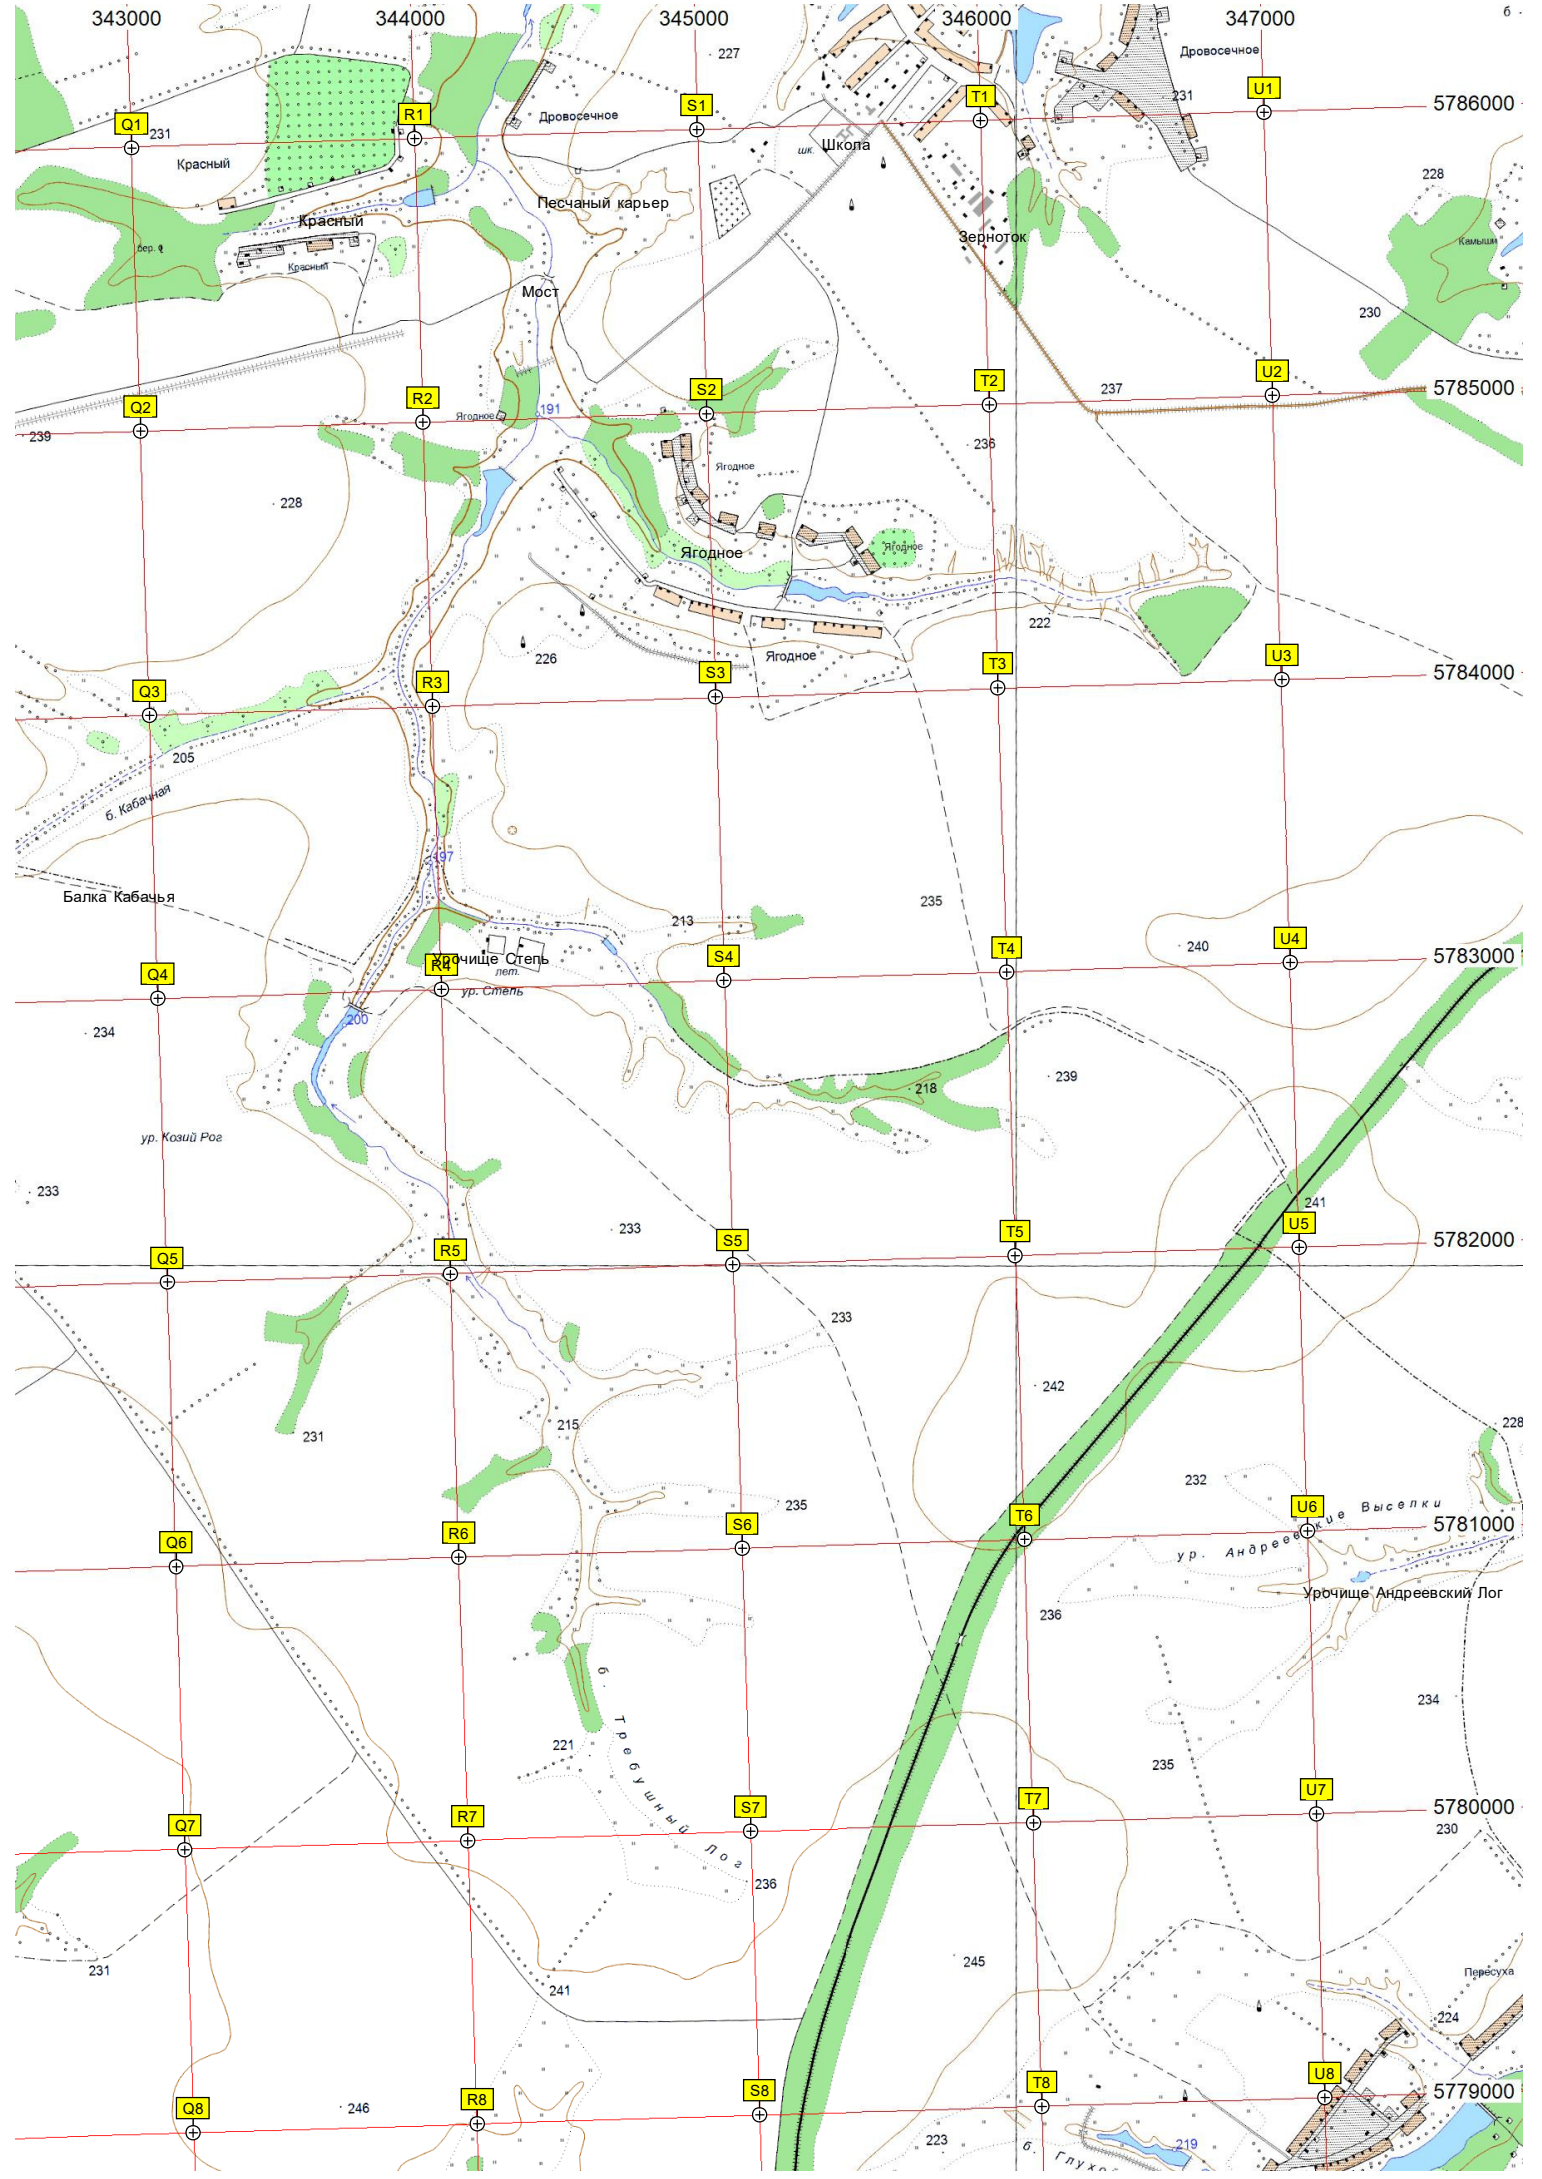 343000 344000 345000 346000 347000
б
227
Дровосечное
U1
T1
231
5786000
S1
R1
Дровосечное
Q1
231
шк. Школа
Красный
228
Песчаный карьер
Красный
Зерноток
Камыши
бер.
Красный
Мост
230
U2
237
5785000
T2
S2
R2
Q2
191
Ягодное
239
236
Ягодное
228
Ягодное
Ягодное
222
226
Ягодное
U3
T3
5784000
S3
R3
Q3
205
б. Кабачная
197
Балка Кабачья
235
213
U4
T4
240
S4
5783000
Урочище Степь
R4
лет.
Q4
ур. Степь
200
234
239
218
ур. Козий Рог
233
241
U5
233
T5
5782000
S5
R5
Q5
233
242
228
215
231
232
235
U6
ур. Андреевские Выселки
T6
5781000
S6
R6
Q6
Урочище Андреевский Лог
236
234
б. Требушный Лог
221
235
U7
T7
5780000
S7
R7
Q7
230
236
245
231
Пересуха
241
224
U8
T8
5779000
S8
R8
Q8
246
223
219
б.